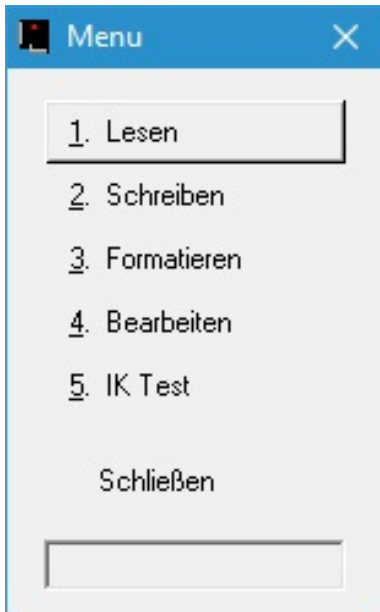 Menu
1. Lesen
2. Schreiben
3. Formatieren
4. Bearbeiten
5. IK Test
Schließen